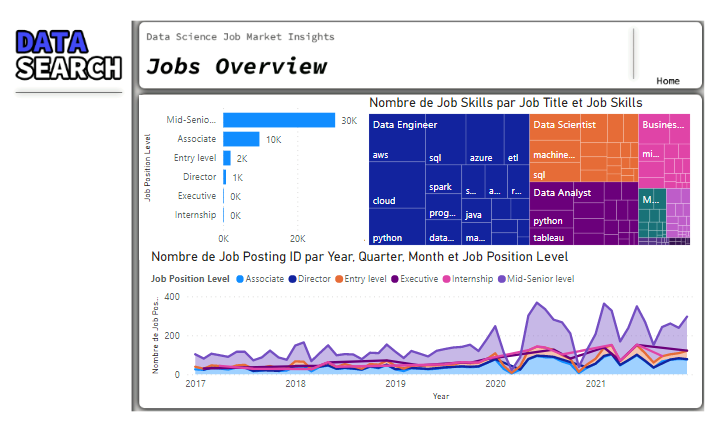 DATA
SEARCH
Data Science Job Market Insights
Jobs Overview
Home
Job Position Level
Mid-Senio...
Associate
Entry level
Director
Executive
Internship
30K
10K
2K
1K
0K
0K
0K
20K
Nombre de Job Skills par Job Title et Job Skills
Data Engineer
aws
cloud
python
sql
azure
etl
spark
s...
a...
r...
prog...
java
data...
ma...
Data Scientist
machine...
sql
Data Analyst
python
tableau
Busines...
mi...
M...
Nombre de Job Posting ID par Year, Quarter, Month et Job Position Level
Job Position Level
Associate
Director
Entry level
Executive
Internship
Mid-Senior level
Nombre de Job Pos...
400
200
0
2017
2018
2019
2020
2021
Year